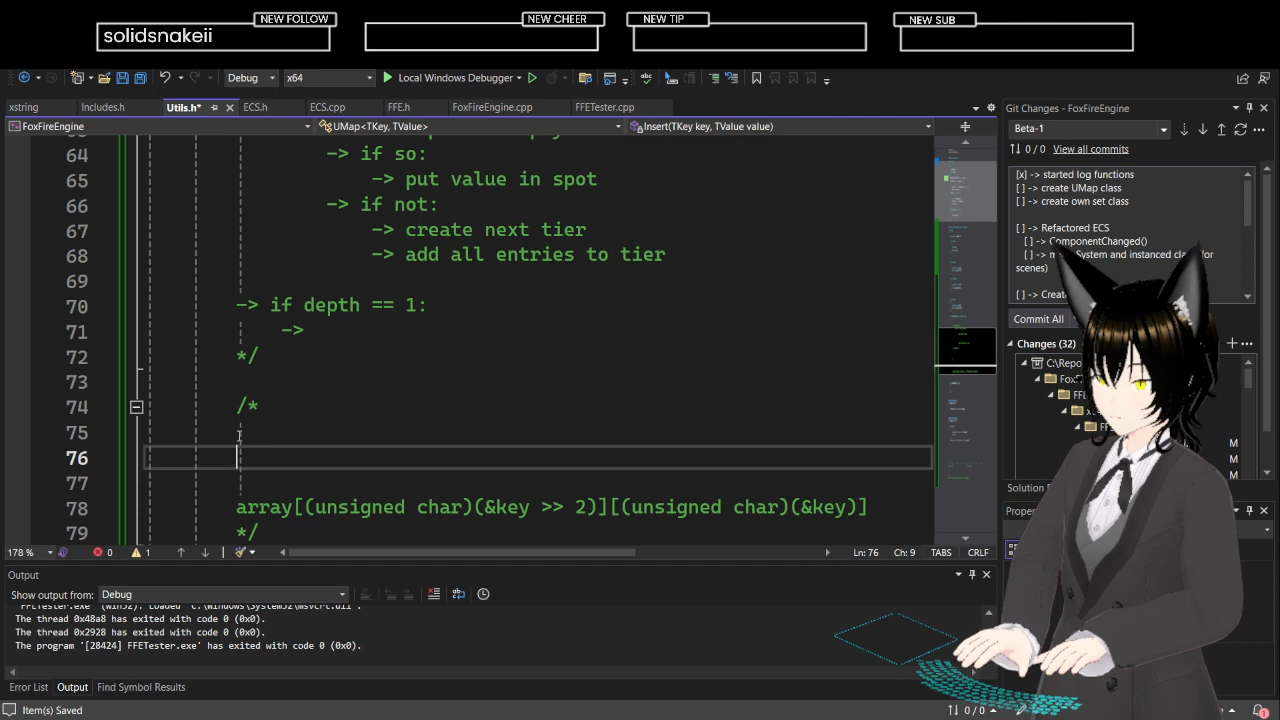 NEW FOLLOW
solidsnakeii
NEW CHEER
NEW TIP
NEW SUB
Debug
x64
Local Windows Debugger
xstring
Includes.h
Utils.h*
ECS.h
ECS.cpp
FFE.h
FoxFireEngine.cpp
FFETester.cpp
FoxFireEngine
UMap<TKey, TValue>
Insert(TKey key, TValue value)
64 -> if so:
65 -> put value in spot
66 -> if not:
67 -> create next tier
68 -> add all entries to tier
69
70 -> if depth == 1:
71 ->
72 */
73
74 /*
75
76
77
78 array[(unsigned char)(&key >> 2)][(unsigned char)(&key)]
79 */
178 %
0
1
Ln: 76 Ch: 9 TABS CRLF
Output
Show output from: Debug
The thread 0x48a8 has exited with code 0 (0x0).
The thread 0x2928 has exited with code 0 (0x0).
The program '[28424] FFETester.exe' has exited with code 0 (0x0).
Error List
Output
Find Symbol Results
Item(s) Saved
0 / 0
Git Changes - FoxFireEngine
Beta-1
0 / 0 View all commits
[x] -> started log functions
[ ] -> create UMap class
[ ] -> create own set class
[ ] -> Refactored ECS
[ ] -> ComponentChanged()
scenes)
Commit All
Changes (32)
M
M
M
1